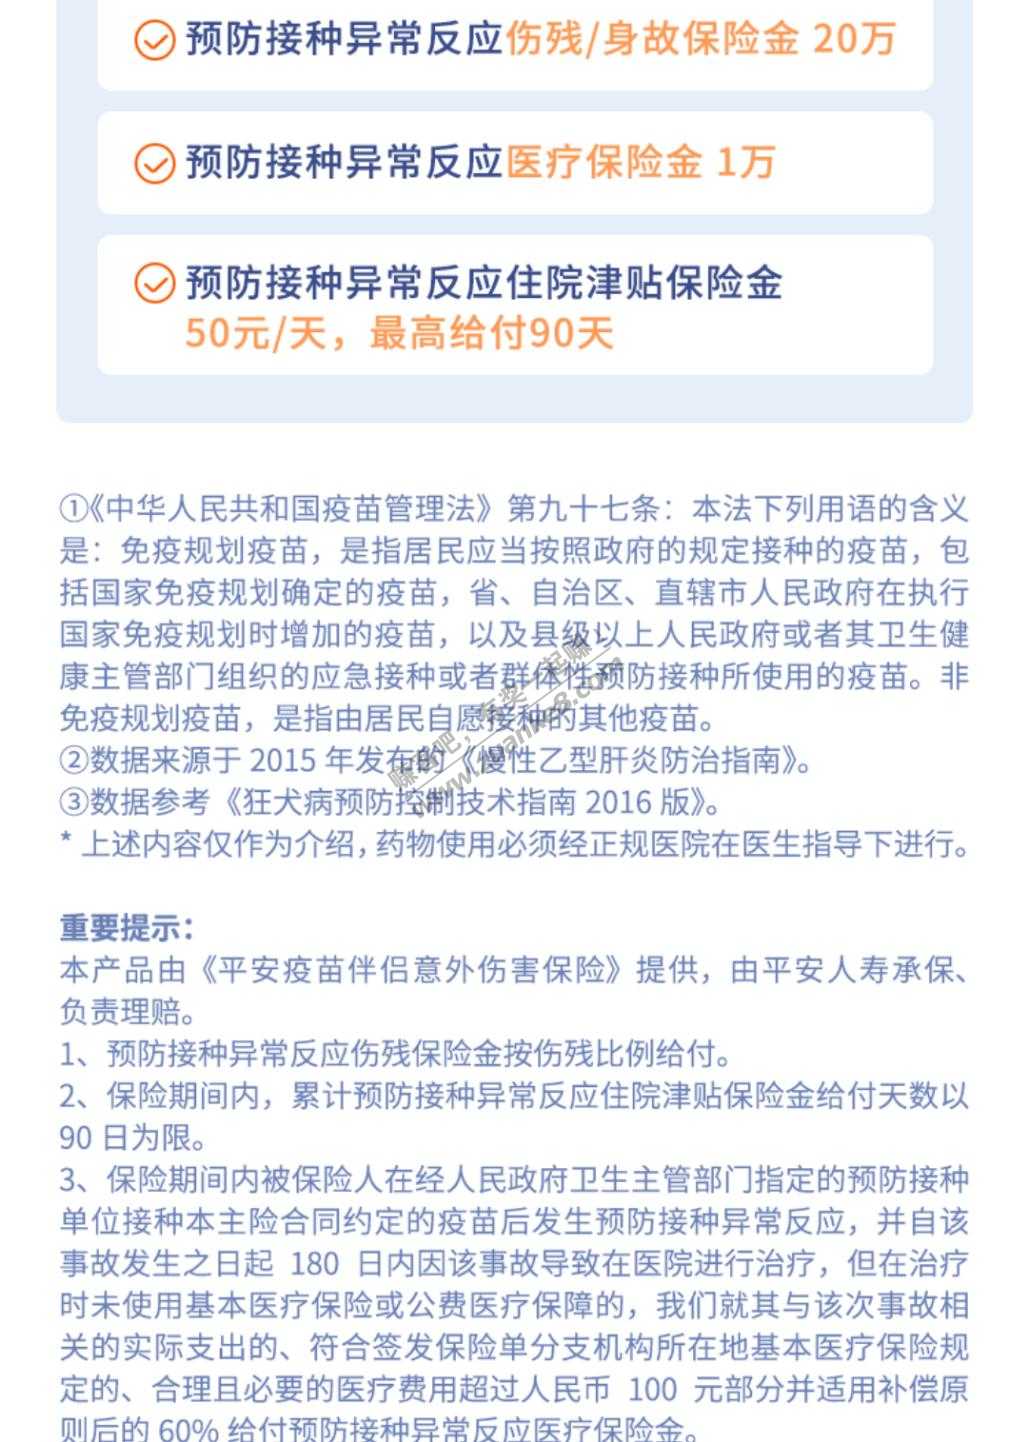 预防接种异常反应伤残/身故保险金 20万
预防接种异常反应医疗保险金 1万
预防接种异常反应住院津贴保险金
50元/天，最高给付90天
①《中华人民共和国疫苗管理法》第九十七条：本法下列用语的含义
是：免疫规划疫苗，是指居民应当按照政府的规定接种的疫苗，包
括国家免疫规划确定的疫苗，省、自治区、直辖市人民政府在执行
国家免疫规划时增加的疫苗，以及县级以上人民政府或者其卫生健
康主管部门组织的应急接种或者群体性预防接种所使用的疫苗。非
免疫规划疫苗，是指由居民自愿接种的其他疫苗。
②数据来源于 2015 年发布的《慢性乙型肝炎防治指南》。
③数据参考《狂犬病预防控制技术指南 2016 版》。
* 上述内容仅作为介绍，药物使用必须经正规医院在医生指导下进行。
重要提示：
本产品由《平安疫苗伴侣意外伤害保险》提供，由平安人寿承保、
负责理赔。
1、预防接种异常反应伤残保险金按伤残比例给付。
2、保险期间内，累计预防接种异常反应住院津贴保险金给付天数以
90 日为限。
3、保险期间内被保险人在经人民政府卫生主管部门指定的预防接种
单位接种本主险合同约定的疫苗后发生预防接种异常反应，并自该
事故发生之日起 180 日内因该事故导致在医院进行治疗，但在治疗
时未使用基本医疗保险或公费医疗保障的，我们就其与该次事故相
关的实际支出的、符合签发保险单分支机构所在地基本医疗保险规
定的、合理且必要的医疗费用超过人民币 100 元部分并适用补偿原
则后的 60% 给付预防接种异常反应医疗保险金。
赚客吧，有奖一起赚！
www.zuanke8.com